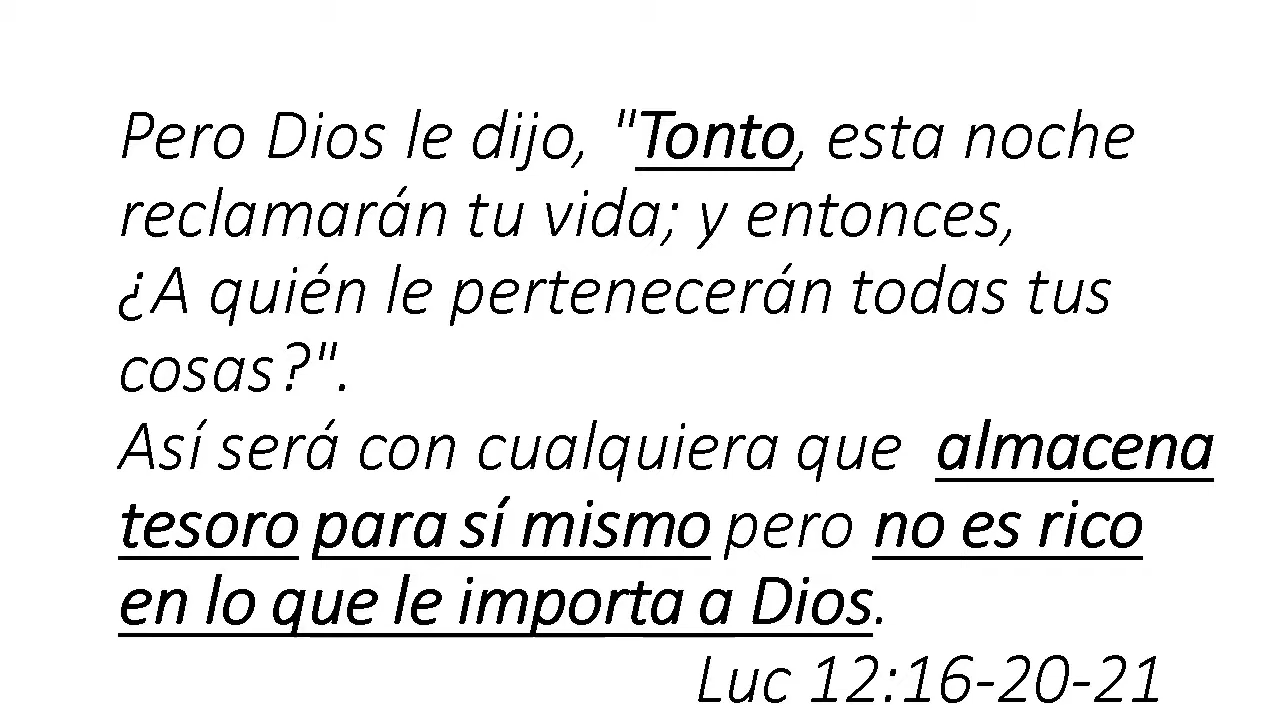 Pero Dios le dijo, "Tonto, esta noche
reclamarán tu vida; y entonces,
¿A quién le pertenecerán todas tus
cosas?".
Así será con cualquiera que almacena
tesoro para sí mismo pero no es rico
en lo que le importa a Dios.
Luc 12:16-20-21